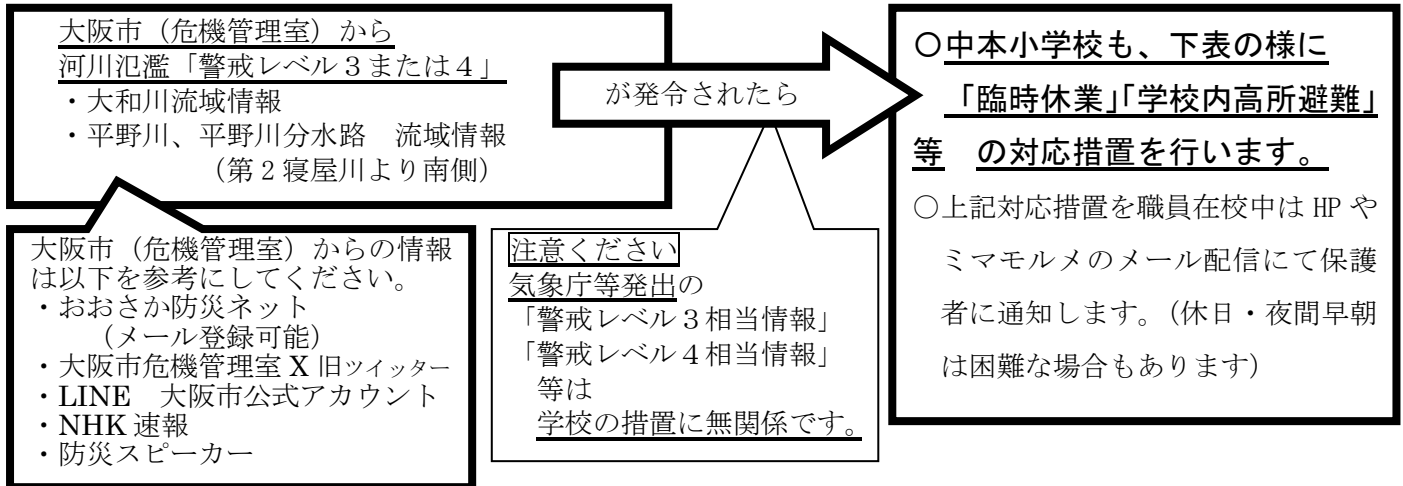 大阪市（危機管理室）から
河川氾濫「警戒レベル３または４」
・大和川流域情報
・平野川、平野川分水路　流域情報
（第２寝屋川より南側）
が発令されたら
○中本小学校も、下表の様に
「臨時休業」「学校内高所避難」
等　の対応措置を行います。
○上記対応措置を職員在校中は HP や
ミマモルメのメール配信にて保護
者に通知します。（休日・夜間早朝
は困難な場合もあります）
大阪市（危機管理室）からの情報
は以下を参考にしてください。
・おおさか防災ネット
（メール登録可能）
・大阪市危機管理室 X 旧ツイッター
・LINE　大阪市公式アカウント
・NHK 速報
・防災スピーカー
注意ください
気象庁等発出の
「警戒レベル３相当情報」
「警戒レベル４相当情報」
等は
学校の措置に無関係です。